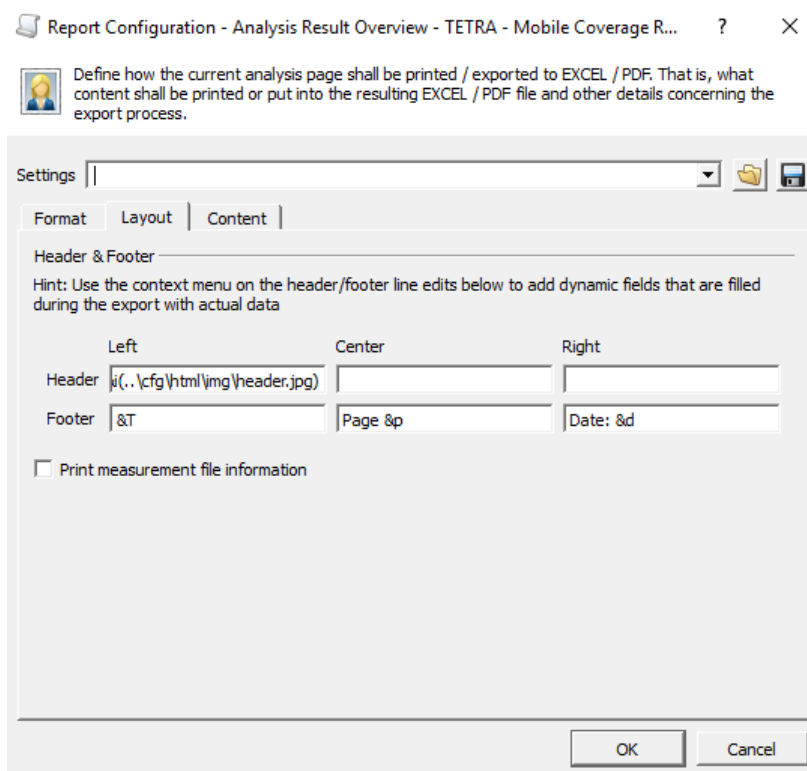 Report Configuration - Analysis Result Overview - TETRA - Mobile Coverage R... ?
Define how the current analysis page shall be printed / exported to EXCEL / PDF. That is, what
content shall be printed or put into the resulting EXCEL / PDF file and other details concerning the
export process.
Settings
Format Layout Content
Header & Footer
Hint: Use the context menu on the header/footer line edits below to add dynamic fields that are filled
during the export with actual data
Left Center Right
Header (..\cfg\html\img\header.jpg)
Footer &T Page &p Date: &d
Print measurement file information
OK Cancel